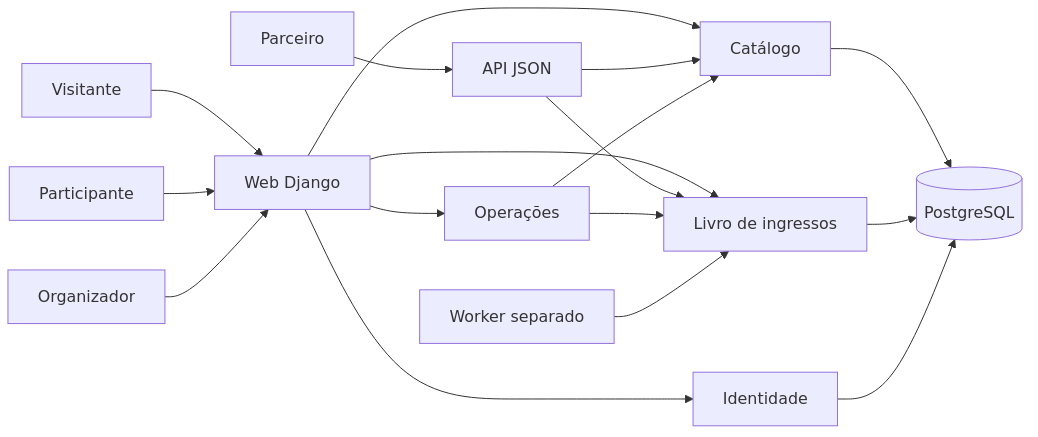 Parceiro
Visitante
API JSON
Catálogo
Participante
Web Django
Operações
Livro de ingressos
PostgreSQL
Organizador
Worker separado
Identidade